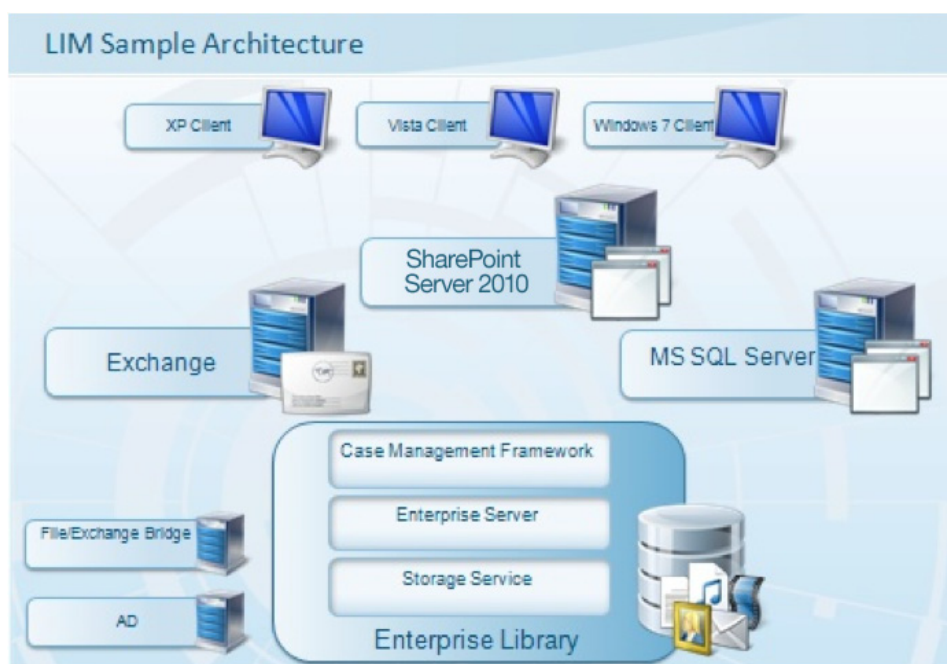 LIM Sample Architecture
XP Client
Vista Client
Windows 7 Client
SharePoint
Server 2010
Exchange
MS SQL Server
Case Management Framework
Enterprise Server
Storage Service
Enterprise Library
File/Exchange Bridge
AD